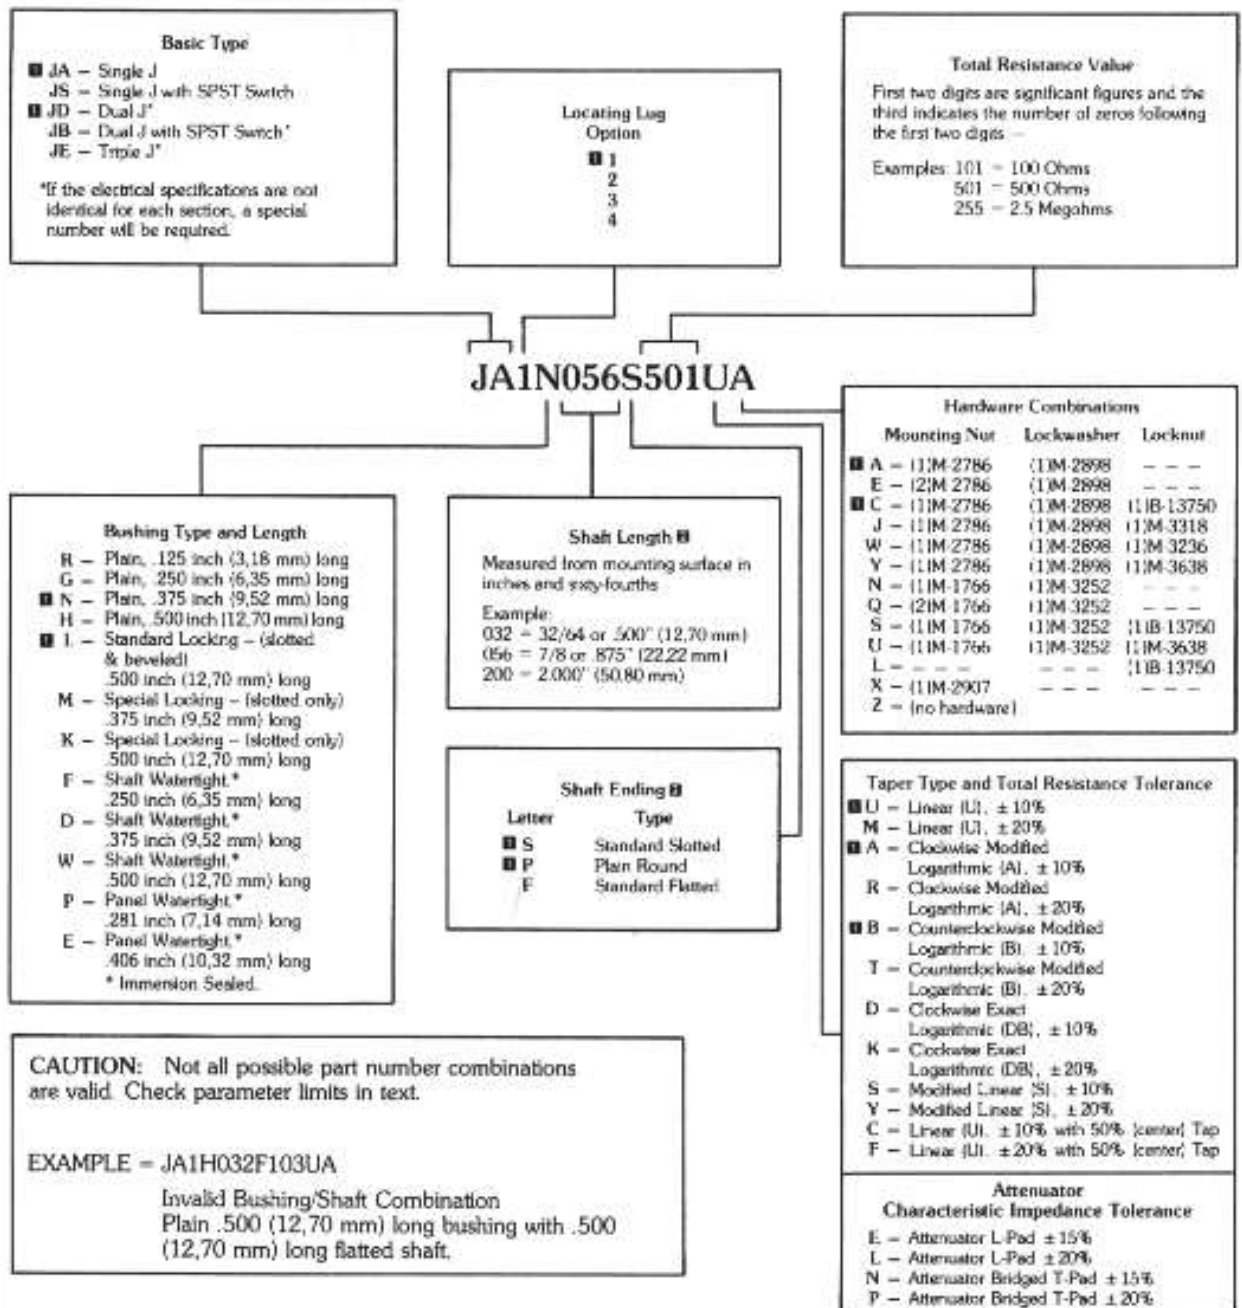 Basic Type
1 JA – Single J
JS – Single J with SPST Switch
1 JD – Dual J*
JB – Dual J with SPST Switch*
JE – Triple J*
*If the electrical specifications are not
identical for each section, a special
number will be required.
Locating Lug
Option
1 1
2
3
4
Total Resistance Value
First two digits are significant figures and the
third indicates the number of zeros following
the first two digits –
Examples: 101 = 100 Ohms
501 = 500 Ohms
255 = 2.5 Megohms
JA1N056S501UA
Bushing Type and Length
R – Plain, .125 inch (3,18 mm) long
G – Plain, .250 inch (6,35 mm) long
1 N – Plain, .375 inch (9,52 mm) long
H – Plain, .500 inch (12,70 mm) long
1 L – Standard Locking – (slotted
& beveled)
.500 inch (12,70 mm) long
M – Special Locking – (slotted only)
.375 inch (9,52 mm) long
K – Special Locking – (slotted only)
.500 inch (12,70 mm) long
F – Shaft Watertight,*
.250 inch (6,35 mm) long
D – Shaft Watertight,*
.375 inch (9,52 mm) long
W – Shaft Watertight,*
.500 inch (12,70 mm) long
P – Panel Watertight,*
.281 inch (7,14 mm) long
E – Panel Watertight,*
.406 inch (10,32 mm) long
* Immersion Sealed.
Shaft Length 2
Measured from mounting surface in
inches and sixty-fourths
Example:
032 = 32/64 or .500" (12,70 mm)
056 = 7/8 or .875" (22,22 mm)
200 = 2.000" (50,80 mm)
Shaft Ending 2
Letter Type
1 S Standard Slotted
1 P Plain Round
F Standard Flatted
Hardware Combinations
Mounting Nut Lockwasher Locknut
1 A – (1)M-2786 (1)M-2898 – – –
E – (2)M-2786 (1)M-2898 – – –
1 C – (1)M-2786 (1)M-2898 (1)B-13750
J – (1)M-2786 (1)M-2898 (1)M-3318
W – (1)M-2786 (1)M-2898 (1)M-3236
Y – (1)M-2786 (1)M-2898 (1)M-3638
N – (1)M-1766 (1)M-3252 – – –
Q – (2)M-1766 (1)M-3252 – – –
S – (1)M-1766 (1)M-3252 (1)B-13750
U – (1)M-1766 (1)M-3252 (1)M-3638
L – – – – – – – (1)B-13750
X – (1)M-2907 – – – – – –
Z – (no hardware)
Taper Type and Total Resistance Tolerance
1 U – Linear (U), ± 10%
M – Linear (U), ± 20%
1 A – Clockwise Modified
Logarithmic (A), ± 10%
R – Clockwise Modified
Logarithmic (A), ± 20%
1 B – Counterclockwise Modified
Logarithmic (B), ± 10%
T – Counterclockwise Modified
Logarithmic (B), ± 20%
D – Clockwise Exact
Logarithmic (DB), ± 10%
K – Clockwise Exact
Logarithmic (DB), ± 20%
S – Modified Linear (S), ± 10%
Y – Modified Linear (S), ± 20%
C – Linear (U), ± 10% with 50% (center) Tap
F – Linear (U), ± 20% with 50% (center) Tap
Attenuator
Characteristic Impedance Tolerance
E – Attenuator L-Pad ± 15%
L – Attenuator L-Pad ± 20%
N – Attenuator Bridged T-Pad ± 15%
P – Attenuator Bridged T-Pad ± 20%
CAUTION: Not all possible part number combinations
are valid. Check parameter limits in text.
EXAMPLE = JA1H032F103UA
Invalid Bushing/Shaft Combination
Plain .500 (12,70 mm) long bushing with .500
(12,70 mm) long flatted shaft.